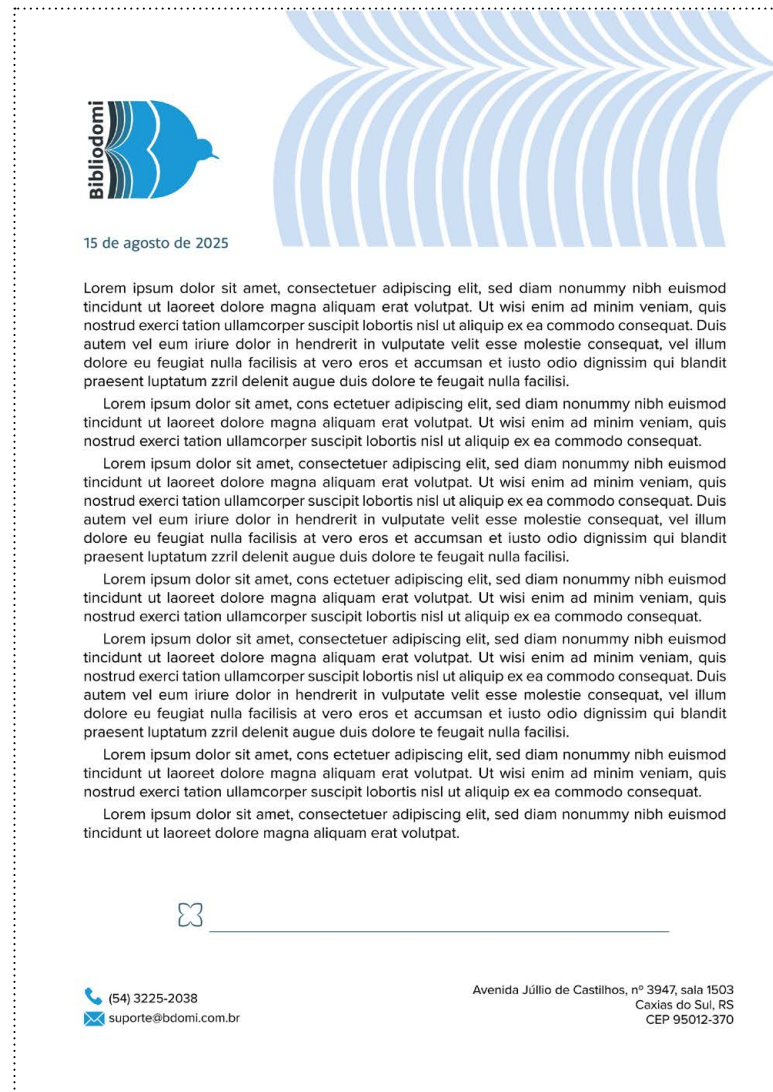 Bibliodomi
15 de agosto de 2025
Lorem ipsum dolor sit amet, consectetuer adipiscing elit, sed diam nonummy nibh euismod
tincidunt ut laoreet dolore magna aliquam erat volutpat. Ut wisi enim ad minim veniam, quis
nostrud exerci tation ullamcorper suscipit lobortis nisl ut aliquip ex ea commodo consequat. Duis
autem vel eum iriure dolor in hendrerit in vulputate velit esse molestie consequat, vel illum
dolore eu feugiat nulla facilisis at vero eros et accumsan et iusto odio dignissim qui blandit
praesent luptatum zzril delenit augue duis dolore te feugait nulla facilisi.
Lorem ipsum dolor sit amet, cons ectetuer adipiscing elit, sed diam nonummy nibh euismod
tincidunt ut laoreet dolore magna aliquam erat volutpat. Ut wisi enim ad minim veniam, quis
nostrud exerci tation ullamcorper suscipit lobortis nisl ut aliquip ex ea commodo consequat.
Lorem ipsum dolor sit amet, consectetuer adipiscing elit, sed diam nonummy nibh euismod
tincidunt ut laoreet dolore magna aliquam erat volutpat. Ut wisi enim ad minim veniam, quis
nostrud exerci tation ullamcorper suscipit lobortis nisl ut aliquip ex ea commodo consequat. Duis
autem vel eum iriure dolor in hendrerit in vulputate velit esse molestie consequat, vel illum
dolore eu feugiat nulla facilisis at vero eros et accumsan et iusto odio dignissim qui blandit
praesent luptatum zzril delenit augue duis dolore te feugait nulla facilisi.
Lorem ipsum dolor sit amet, cons ectetuer adipiscing elit, sed diam nonummy nibh euismod
tincidunt ut laoreet dolore magna aliquam erat volutpat. Ut wisi enim ad minim veniam, quis
nostrud exerci tation ullamcorper suscipit lobortis nisl ut aliquip ex ea commodo consequat.
Lorem ipsum dolor sit amet, consectetuer adipiscing elit, sed diam nonummy nibh euismod
tincidunt ut laoreet dolore magna aliquam erat volutpat. Ut wisi enim ad minim veniam, quis
nostrud exerci tation ullamcorper suscipit lobortis nisl ut aliquip ex ea commodo consequat. Duis
autem vel eum iriure dolor in hendrerit in vulputate velit esse molestie consequat, vel illum
dolore eu feugiat nulla facilisis at vero eros et accumsan et iusto odio dignissim qui blandit
praesent luptatum zzril delenit augue duis dolore te feugait nulla facilisi.
Lorem ipsum dolor sit amet, cons ectetuer adipiscing elit, sed diam nonummy nibh euismod
tincidunt ut laoreet dolore magna aliquam erat volutpat. Ut wisi enim ad minim veniam, quis
nostrud exerci tation ullamcorper suscipit lobortis nisl ut aliquip ex ea commodo consequat.
Lorem ipsum dolor sit amet, consectetuer adipiscing elit, sed diam nonummy nibh euismod
tincidunt ut laoreet dolore magna aliquam erat volutpat.
(54) 3225-2038
suporte@bdomi.com.br
Avenida Júllio de Castilhos, nº 3947, sala 1503
Caxias do Sul, RS
CEP 95012-370